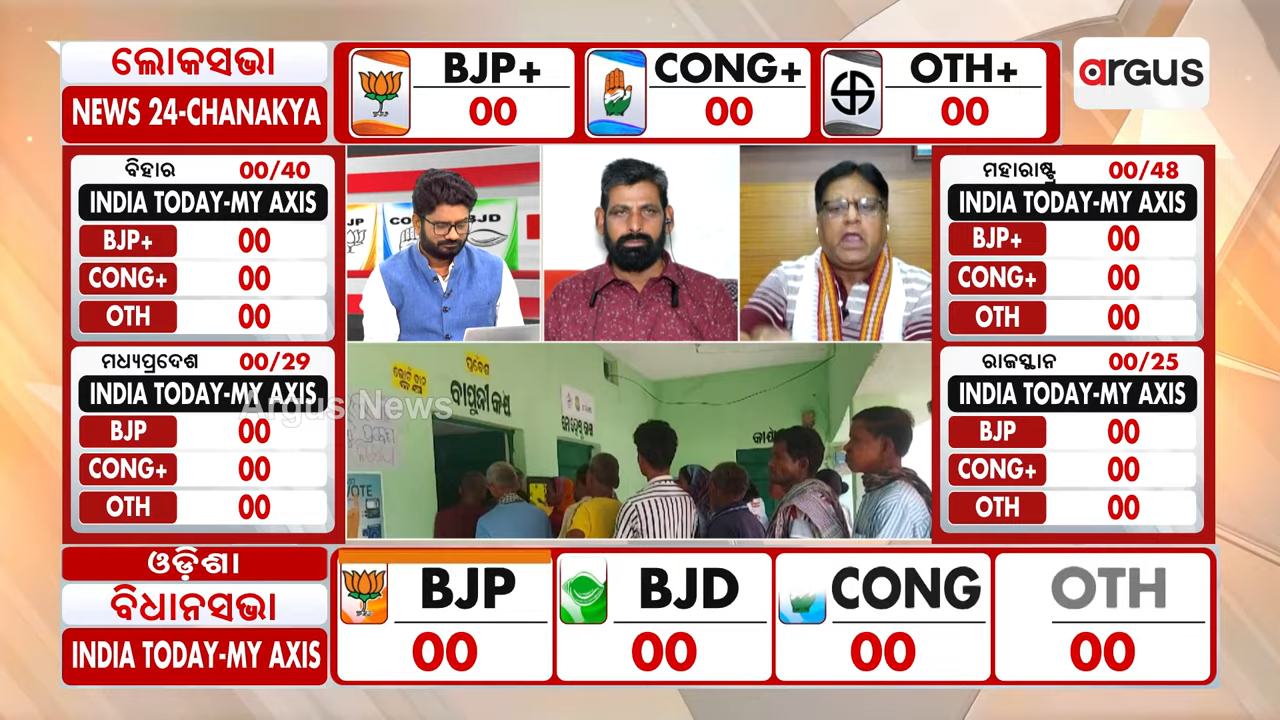 ଲୋକସଭା
NEWS 24-CHANAKYA
BJP+
00
CONG+
00
OTH+
00
argus
ବିହାର 00/40
INDIA TODAY-MY AXIS
BJP+ 00
CONG+ 00
OTH 00
ମଧ୍ୟପ୍ରଦେଶ 00/29
INDIA TODAY-MY AXIS
BJP 00
CONG+ 00
OTH 00
BJD
Argus News
ପ୍ରବେଶ
ବାପୁଜୀ କକ୍ଷ
VOTE
ମହାରାଷ୍ଟ୍ର 00/48
INDIA TODAY-MY AXIS
BJP+ 00
CONG+ 00
OTH 00
ରାଜସ୍ଥାନ 00/25
INDIA TODAY-MY AXIS
BJP 00
CONG+ 00
OTH 00
ଓଡ଼ିଶା
ବିଧାନସଭା
INDIA TODAY-MY AXIS
BJP
00
BJD
00
CONG
00
OTH
00